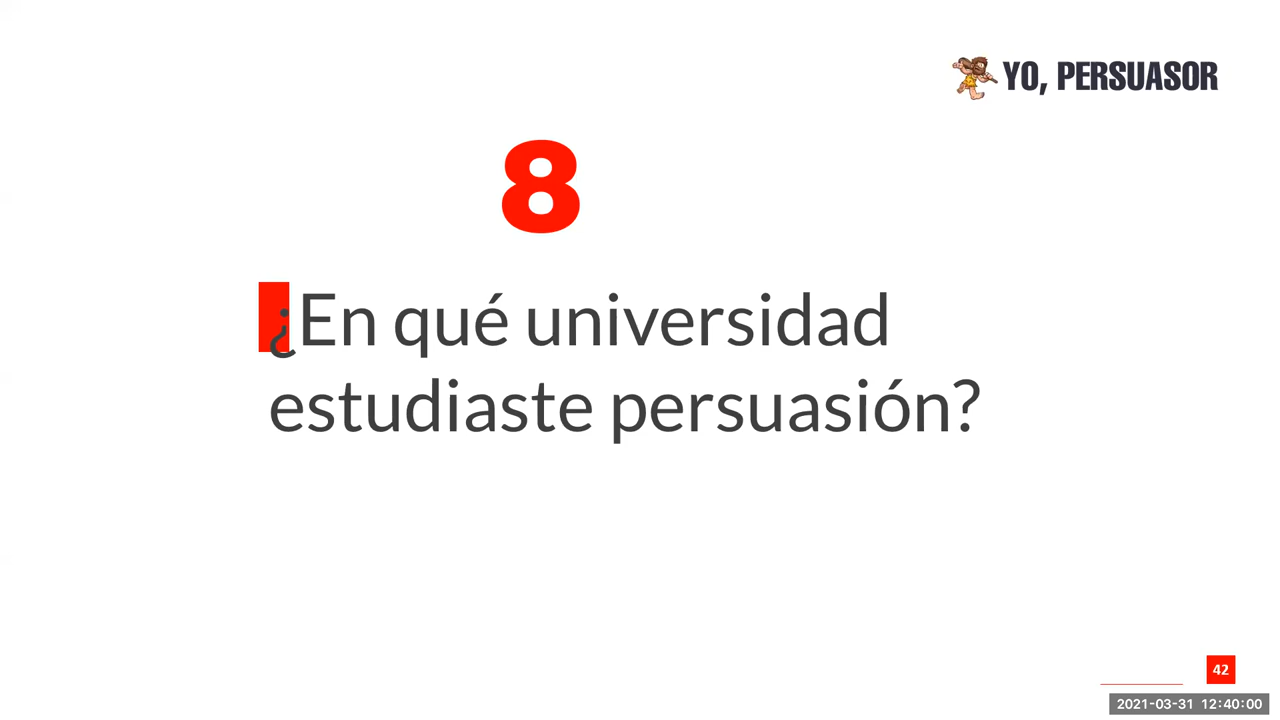 YO, PERSUASOR
8
¿En qué universidad
estudiaste persuasión?
42
2021-03-31 12:40:00